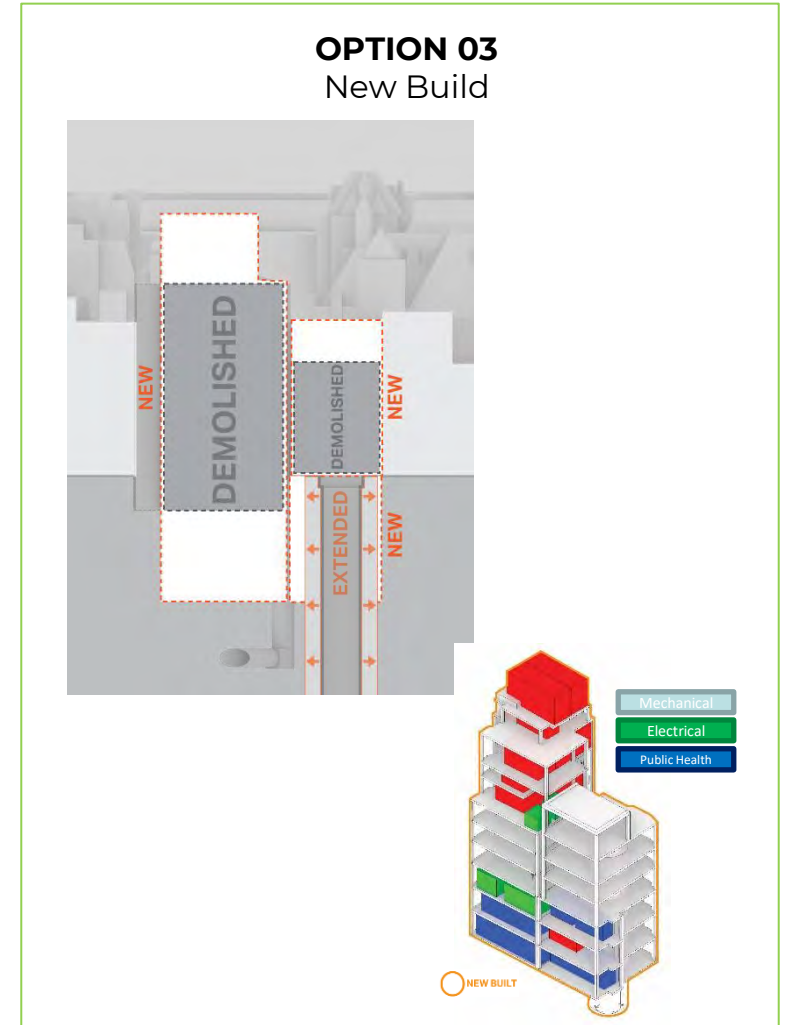 OPTION 03
New Build
DEMOLISHED
NEW
DEMOLISHED
NEW
EXTENDED
NEW
Mechanical
Electrical
Public Health
NEW BUILT